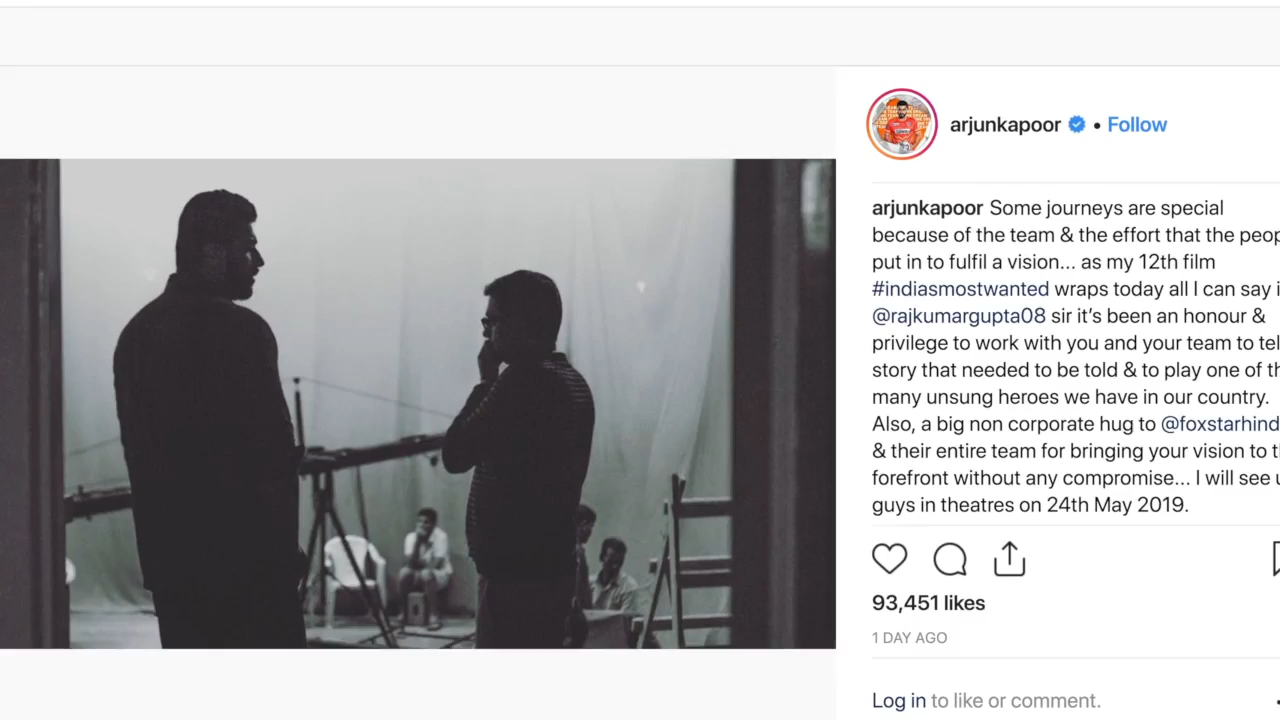 arjunkapoor • Follow
arjunkapoor Some journeys are special
because of the team & the effort that the peop
put in to fulfil a vision... as my 12th film
#indiasmostwanted wraps today all I can say i
@rajkumargupta08 sir it's been an honour &
privilege to work with you and your team to tel
story that needed to be told & to play one of th
many unsung heroes we have in our country.
Also, a big non corporate hug to @foxstarhind
& their entire team for bringing your vision to th
forefront without any compromise... I will see u
guys in theatres on 24th May 2019.
93,451 likes
1 DAY AGO
Log in to like or comment.